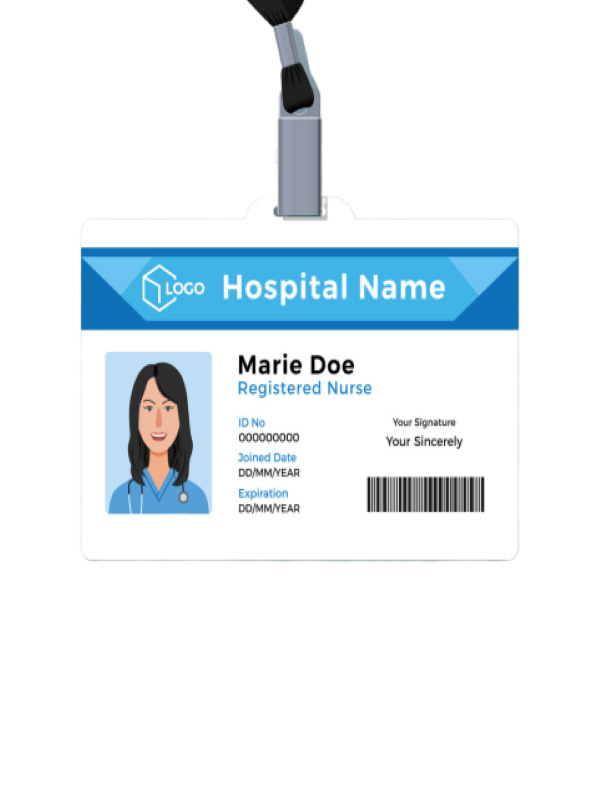 LOGO
Hospital Name
Marie Doe
Registered Nurse
ID No
000000000
Joined Date
DD/MM/YEAR
Expiration
DD/MM/YEAR
Your Signature
Your Sincerely